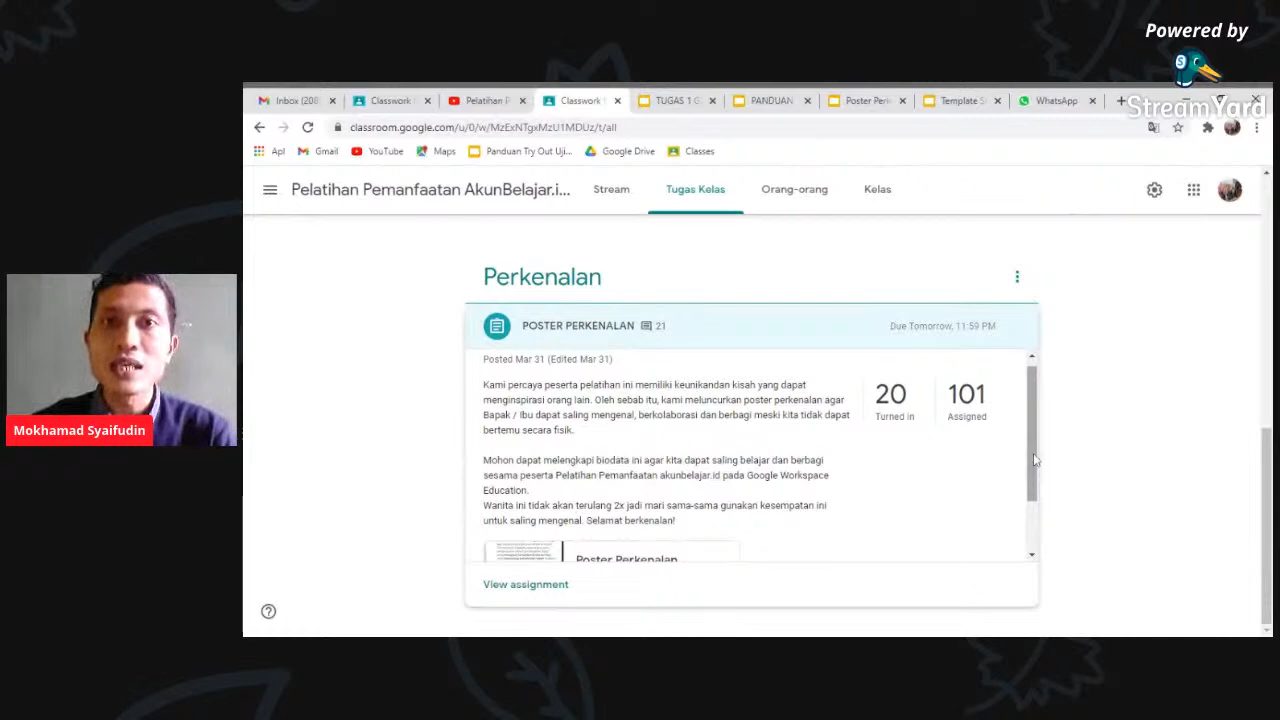 Powered by
StreamYard
Inbox (208
Classwork
Pelatihan P
Classwork
TUGAS 1 G
PANDUAN
Poster Perk
Template S
WhatsApp
classroom.google.com/u/0/w/MzExNTgxMzU1MDUz/t/all
Apl
Gmail
YouTube
Maps
Panduan Try Out Uji...
Google Drive
Classes
Pelatihan Pemanfaatan AkunBelajar.i...
Stream
Tugas Kelas
Orang-orang
Kelas
Perkenalan
POSTER PERKENALAN 21
Due Tomorrow, 11:59 PM
Posted Mar 31 (Edited Mar 31)
Kami percaya peserta pelatihan ini memiliki keunikandan kisah yang dapat
menginspirasi orang lain. Oleh sebab itu, kami meluncurkan poster perkenalan agar
Bapak / Ibu dapat saling mengenal, berkolaborasi dan berbagi meski kita tidak dapat
bertemu secara fisik.
20
Turned in
101
Assigned
Mohon dapat melengkapi biodata ini agar kita dapat saling belajar dan berbagi
sesama peserta Pelatihan Pemanfaatan akunbelajar.id pada Google Workspace
Education.
Wanita ini tidak akan terulang 2x jadi mari sama-sama gunakan kesempatan ini
untuk saling mengenal. Selamat berkenalan!
Poster Perkenalan
View assignment
Mokhamad Syaifudin